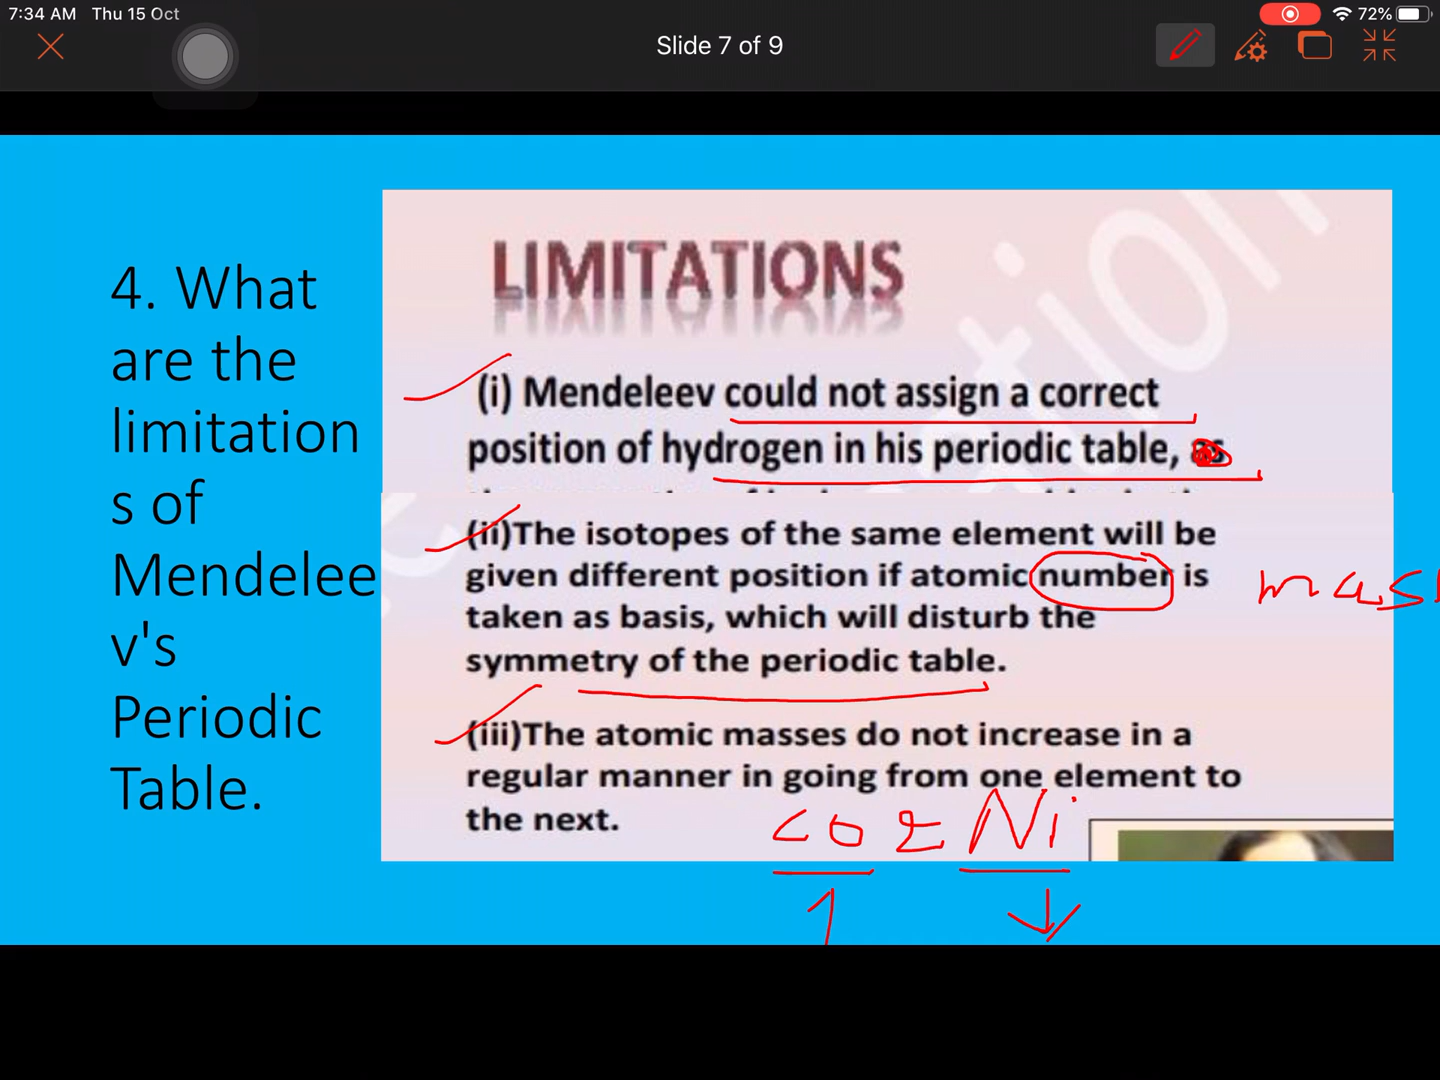 7:34 AM Thu 15 Oct
72%
Slide 7 of 9
4. What
are the
limitation
s of
Mendelee
v's
Periodic
Table.
LIMITATIONS
(i) Mendeleev could not assign a correct
position of hydrogen in his periodic table,
(ii)The isotopes of the same element will be
given different position if atomic number is
mass
taken as basis, which will disturb the
symmetry of the periodic table.
(iii)The atomic masses do not increase in a
regular manner in going from one element to
the next.
Co & Ni